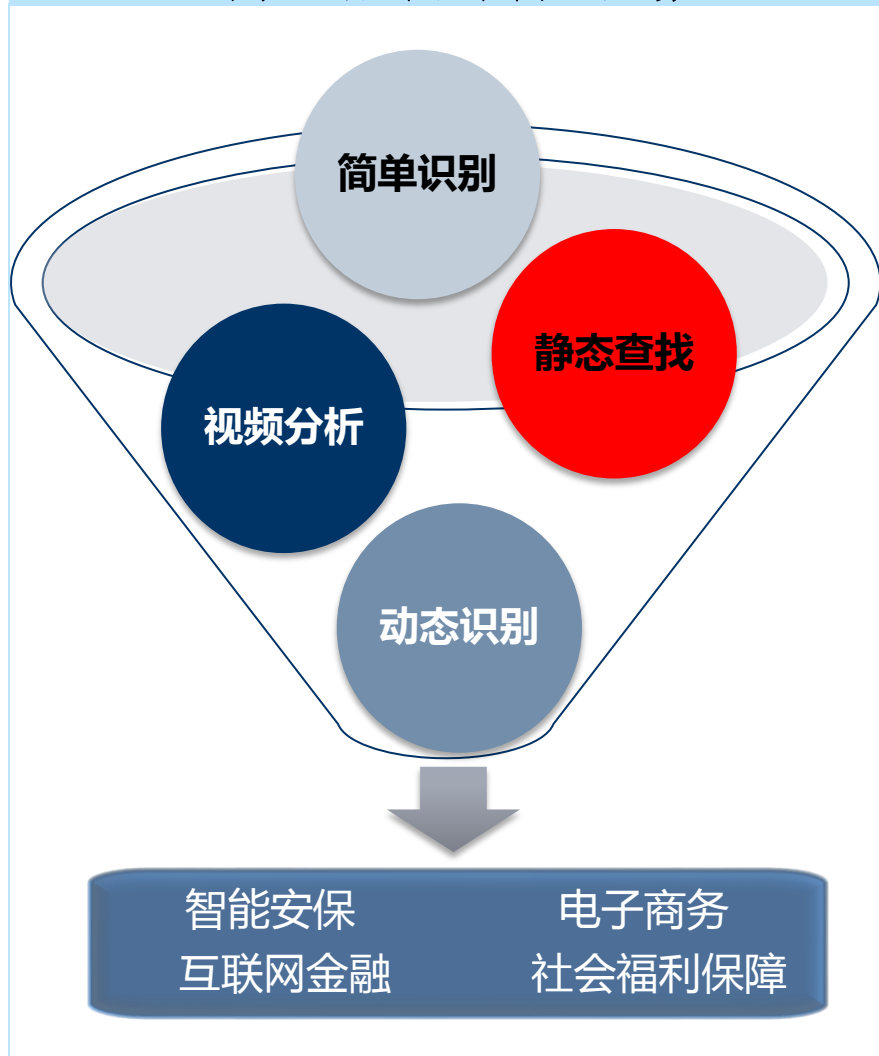 简单识别
静态查找
视频分析
动态识别
智能安保 电子商务
互联网金融 社会福利保障